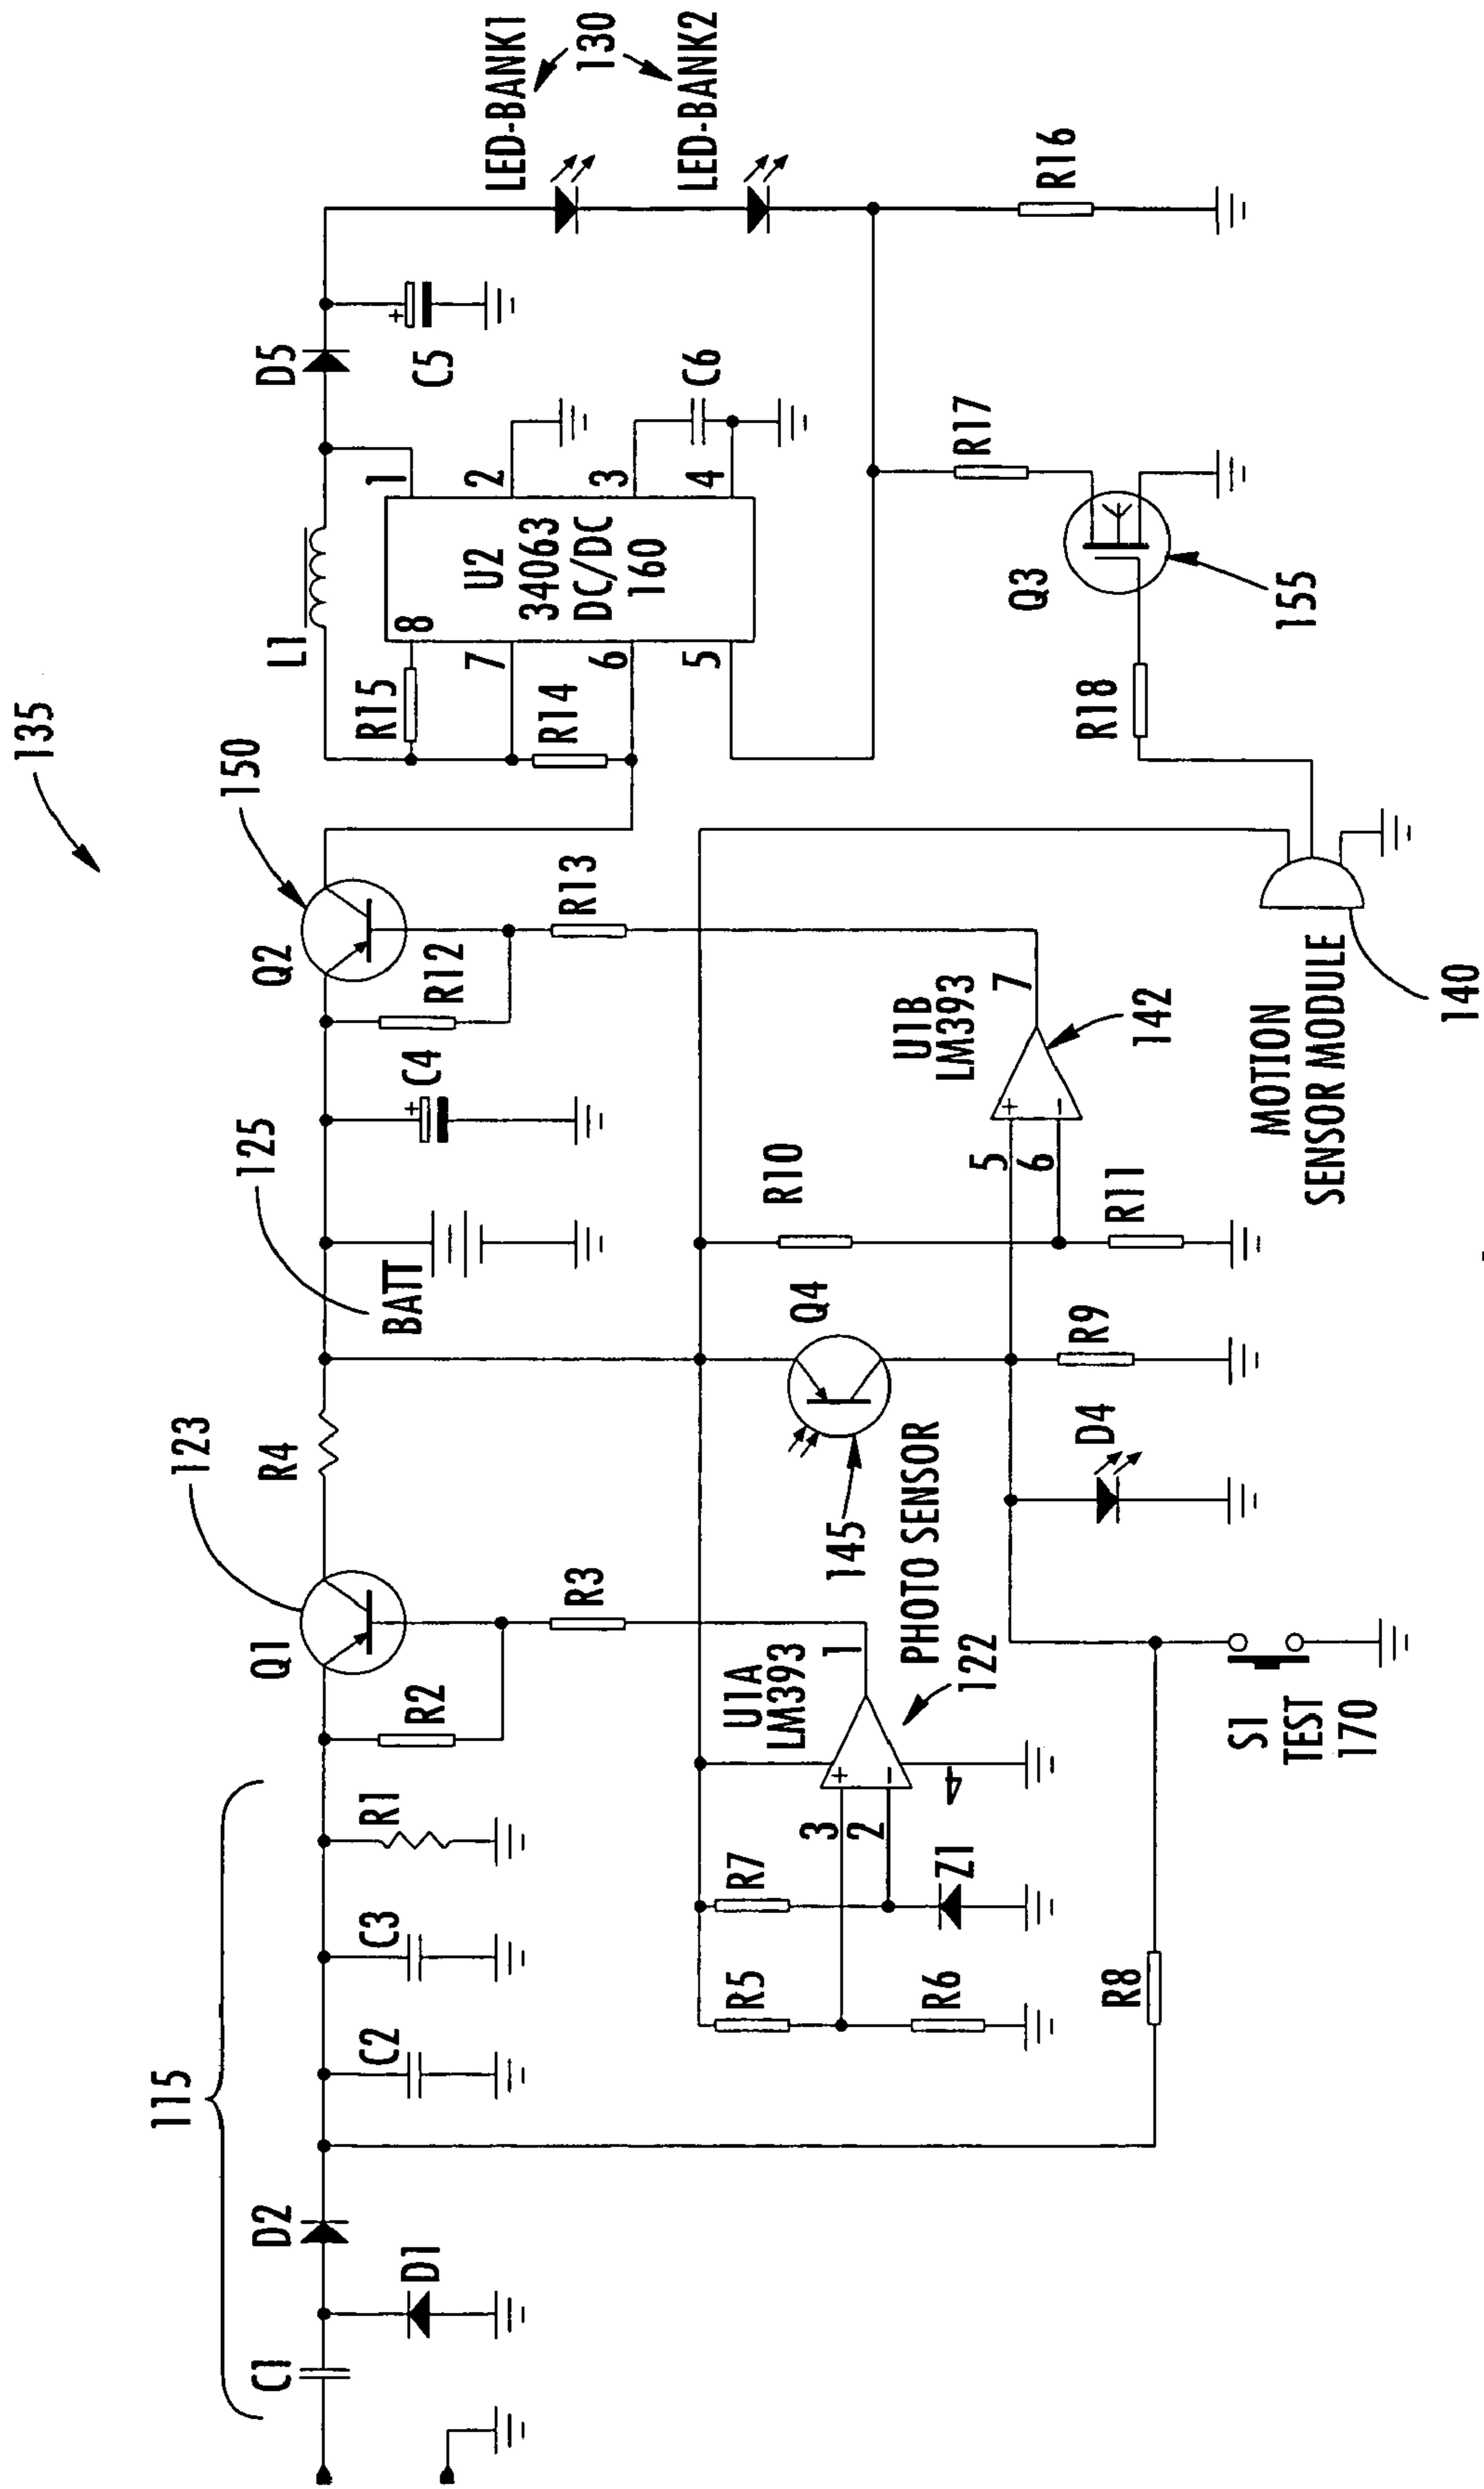 135
115
123
125
150
C1
D2
D1
C2
C3
R1
R2
Q1
R4
BATT
C4
R12
Q2
L1
D5
R15
8
1
7
2
R14
6
3
5
4
U2
34063
DC/DC
160
C6
C5
LED-BANK1
130
LED-BANK2
R3
R13
R5
R7
3
2
U1A
LM393
1
4
122
R6
Z1
Q4
145
PHOTO SENSOR
R10
5
6
U1B
LM393
7
142
R8
D4
R9
R11
S1
TEST
170
MOTION
SENSOR MODULE
140
R18
Q3
155
R17
R16